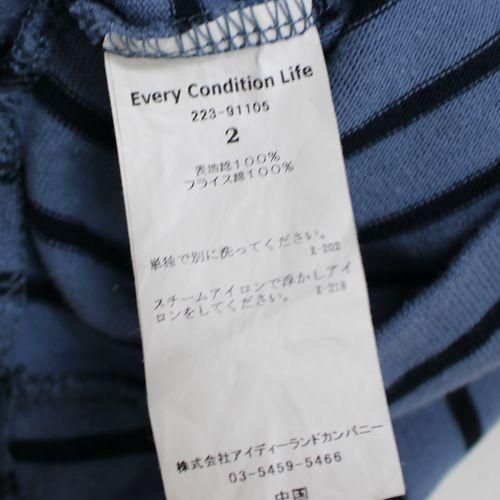 Every Condition Life
223-91105
2
表地綿100%
フライス綿100%
単独で別に洗ってください。
X-202
スチームアイロンで浮かしアイ
ロンをしてください。 X-218
株式会社アイディーランドカンパニー
03-5459-5466
中国